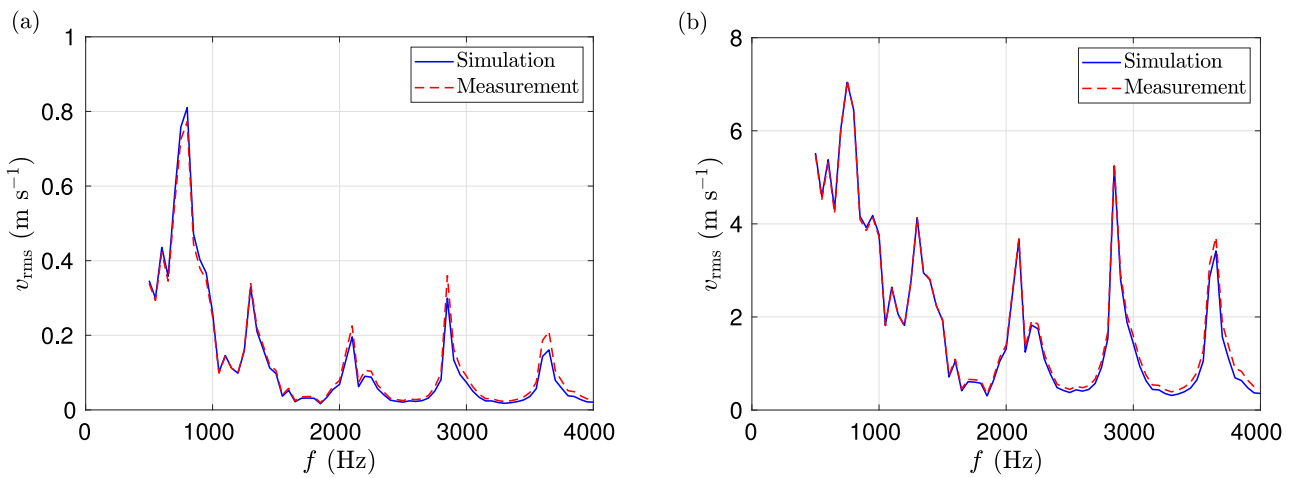 (a)
1
0.8
0.6
0.4
0.2
0
v_rms (m s⁻¹)
Simulation
Measurement
0 1000 2000 3000 4000
f (Hz)
(b)
8
6
4
2
0
v_rms (m s⁻¹)
Simulation
Measurement
0 1000 2000 3000 4000
f (Hz)